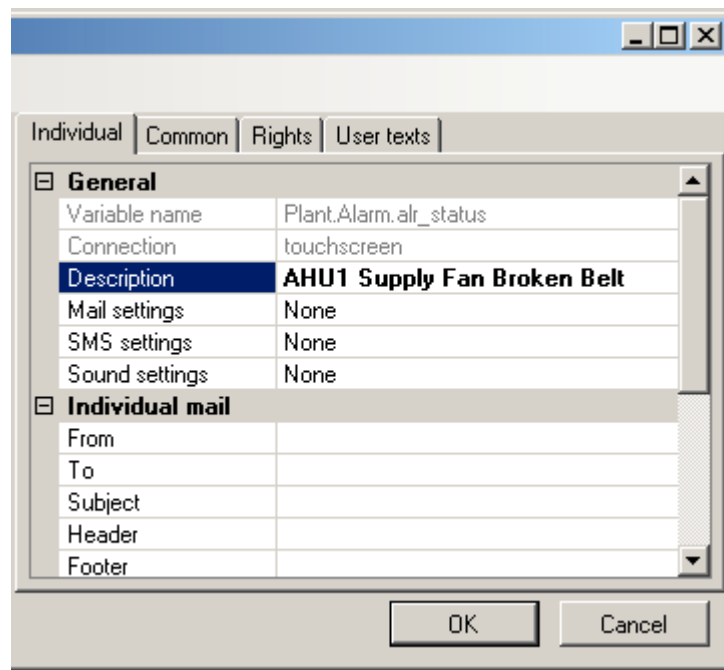 Individual Common Rights User texts
General
Variable name Plant.Alarm.alr_status
Connection touchscreen
Description AHU1 Supply Fan Broken Belt
Mail settings None
SMS settings None
Sound settings None
Individual mail
From
To
Subject
Header
Footer
OK Cancel